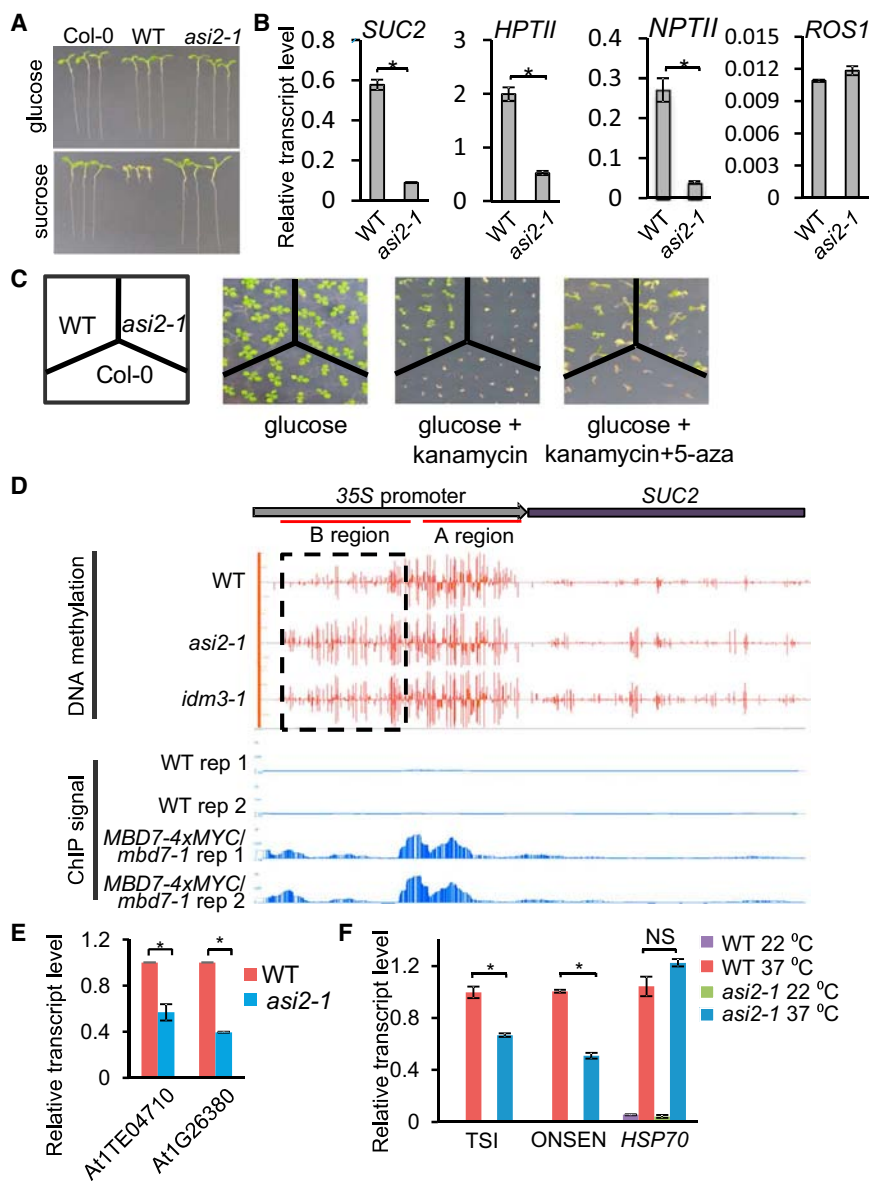 A
Col-0 WT asi2-1
glucose
sucrose
B
Relative transcript level
SUC2
0.8
0.6
0.4
0.2
0
*
WT
asi2-1
HPTII
3
2
1
0
*
WT
asi2-1
NPTII
0.4
0.3
0.2
0.1
0
*
WT
asi2-1
ROS1
0.015
0.012
0.009
0.006
0.003
0
WT
asi2-1
C
WT
asi2-1
Col-0
glucose
glucose +
kanamycin
glucose +
kanamycin+5-aza
D
35S promoter
SUC2
B region
A region
DNA methylation
WT
asi2-1
idm3-1
ChIP signal
WT rep 1
WT rep 2
MBD7-4xMYC/
mbd7-1 rep 1
MBD7-4xMYC/
mbd7-1 rep 2
E
Relative transcript level
1.2
0.8
0.4
0
*
*
WT
asi2-1
At1TE04710
At1G26380
F
Relative transcript level
1.2
0.8
0.4
0
*
*
NS
TSI
ONSEN
HSP70
WT 22 ⁰C
WT 37 ⁰C
asi2-1 22 ⁰C
asi2-1 37 ⁰C